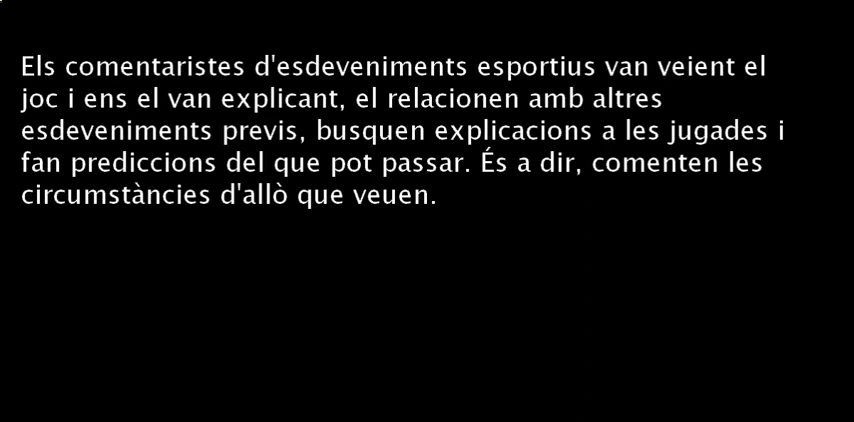 Els comentaristes d'esdeveniments esportius van veient el
joc i ens el van explicant, el relacionen amb altres
esdeveniments previs, busquen explicacions a les jugades i
fan prediccions del que pot passar. És a dir, comenten les
circumstàncies d'allò que veuen.